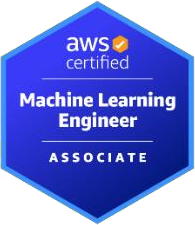 aws
certified
Machine Learning
Engineer
ASSOCIATE